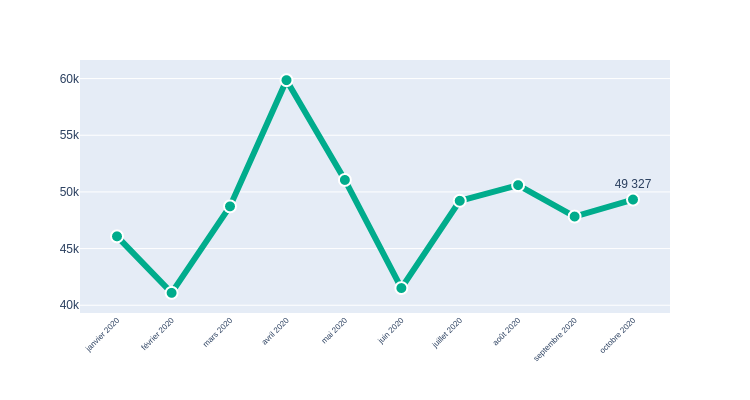 60k
55k
50k
45k
40k
49 327
janvier 2020
février 2020
mars 2020
avril 2020
mai 2020
juin 2020
juillet 2020
août 2020
septembre 2020
octobre 2020